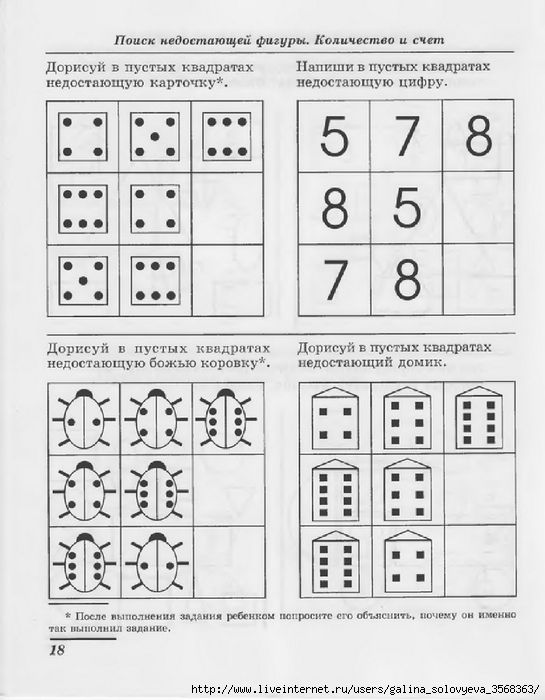 Поиск недостающей фигуры. Количество и счет
Дорисуй в пустых квадратах
недостающую карточку*.
Напиши в пустых квадратах
недостающую цифру.
5 7 8
8 5
7 8
Дорисуй в пустых квадратах
недостающую божью коровку*.
Дорисуй в пустых квадратах
недостающий домик.
* После выполнения задания ребенком попросите его объяснить, почему он именно
так выполнил задание.
18
http://www.liveinternet.ru/users/galina_solovyeva_3568363/